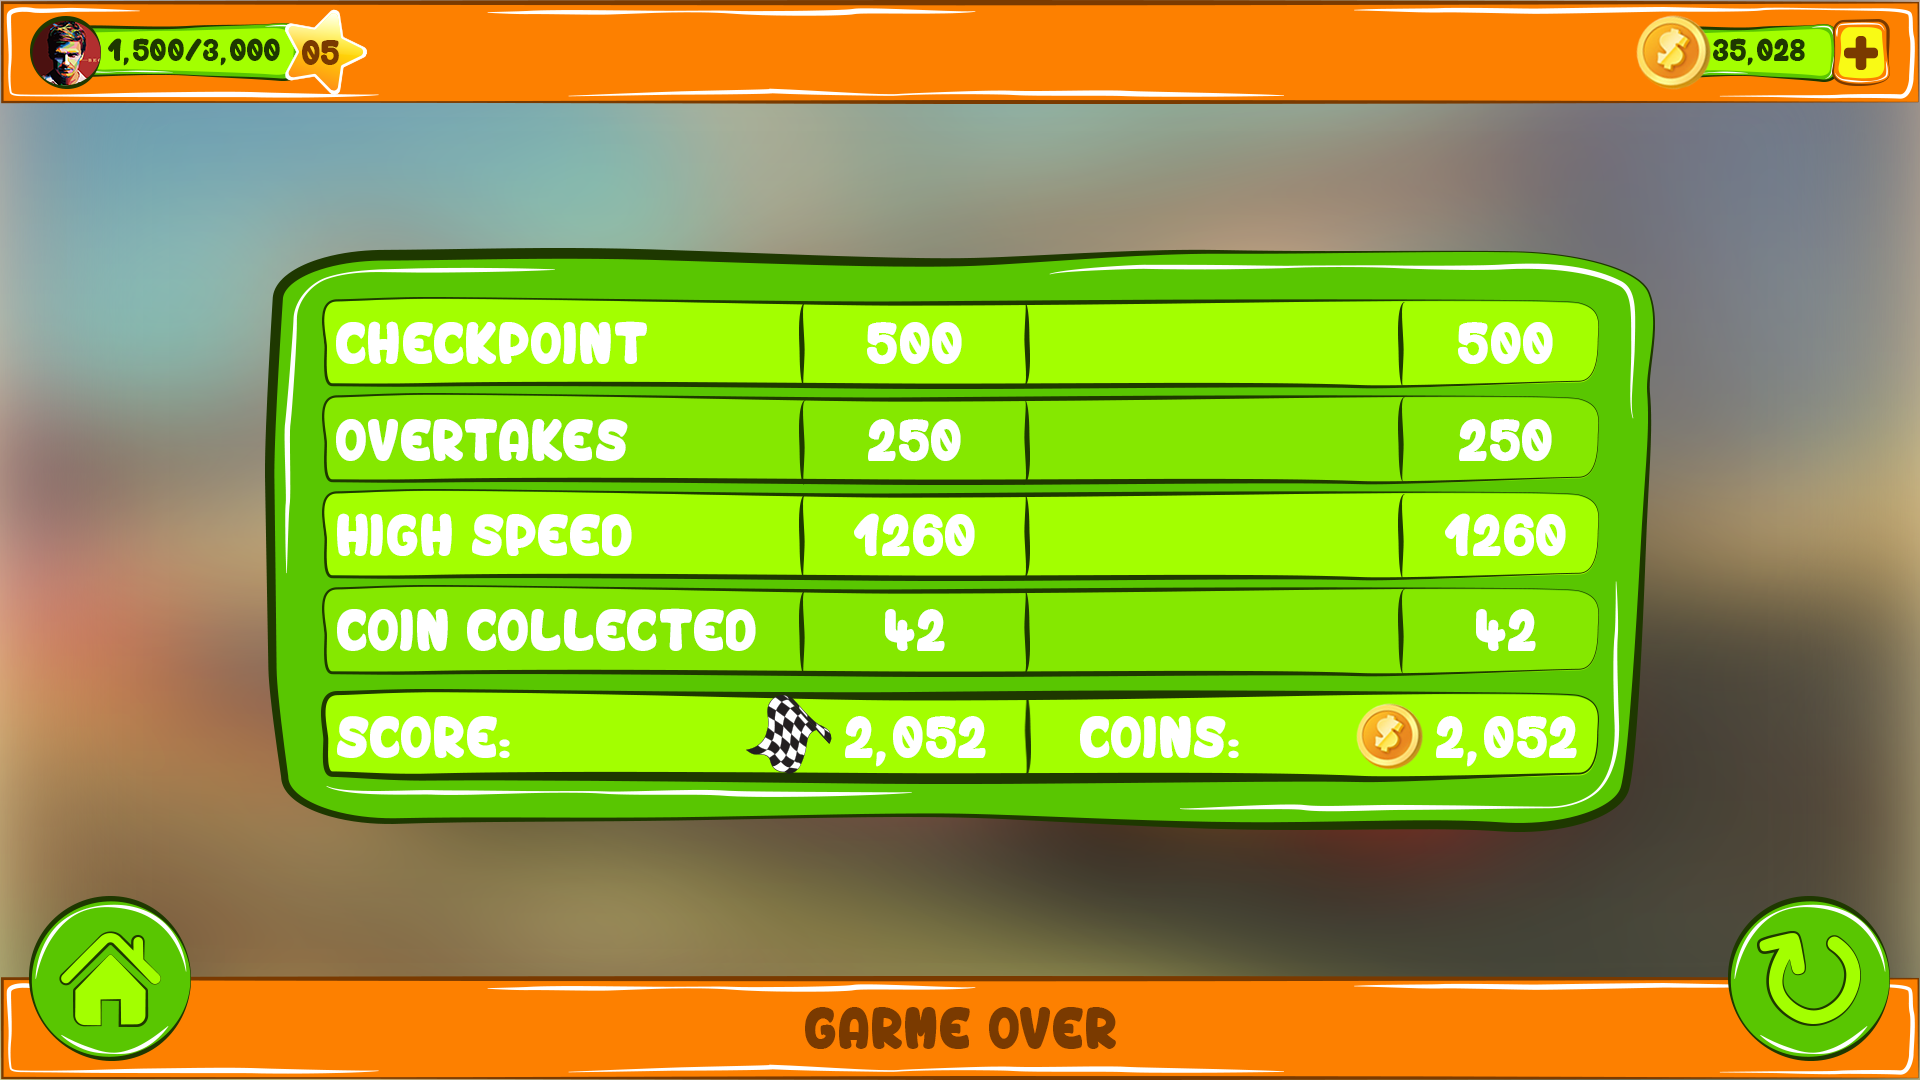 1,500/3,000 05 35,028
CHECKPOINT 500 500
OVERTAKES 250 250
HIGH SPEED 1260 1260
COIN COLLECTED 42 42
SCORE: 2,052 COINS: 2,052
GARME OVER